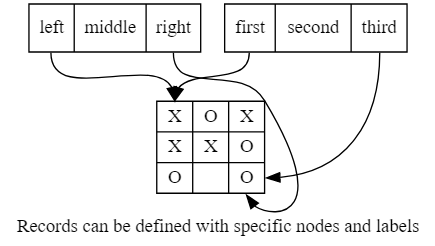 left middle right first second third
X O X
X X O
O O
Records can be defined with specific nodes and labels